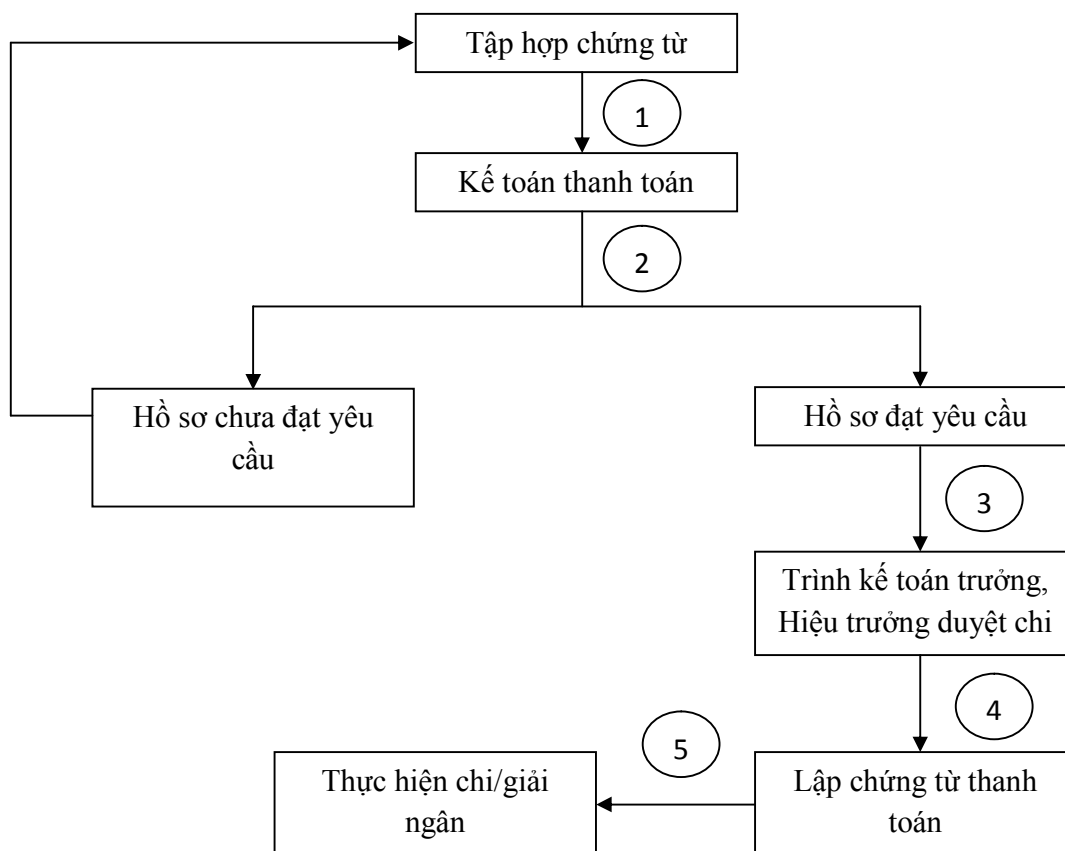 Tập hợp chứng từ
1
Kế toán thanh toán
2
Hồ sơ chưa đạt yêu
cầu
Hồ sơ đạt yêu cầu
3
Trình kế toán trưởng,
Hiệu trưởng duyệt chi
4
5
Thực hiện chi/giải
ngân
Lập chứng từ thanh
toán